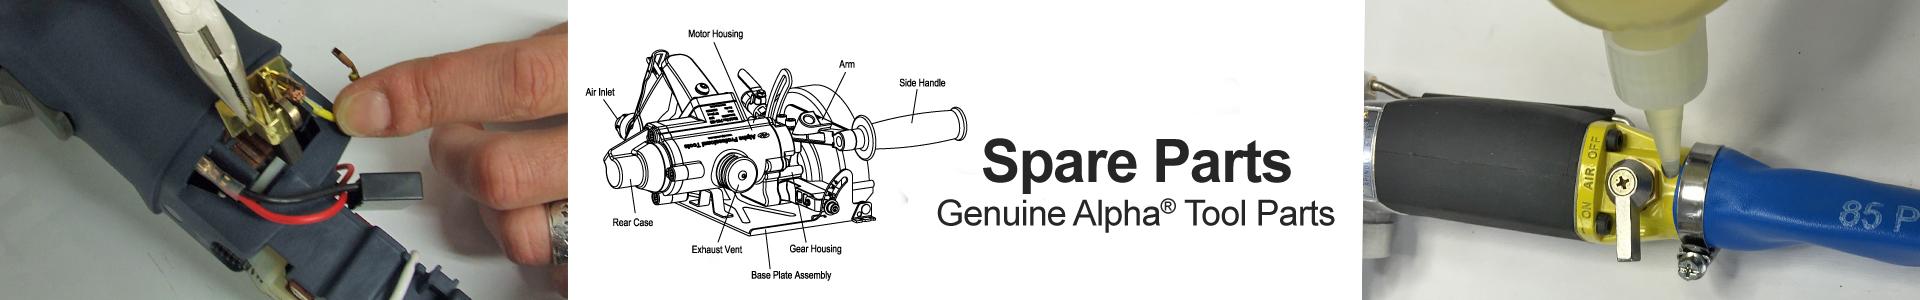 Motor Housing
Arm
Side Handle
Air Inlet
Rear Case
Exhaust Vent
Gear Housing
Base Plate Assembly
Spare Parts
Genuine Alpha® Tool Parts
ON AIR OFF
85 P